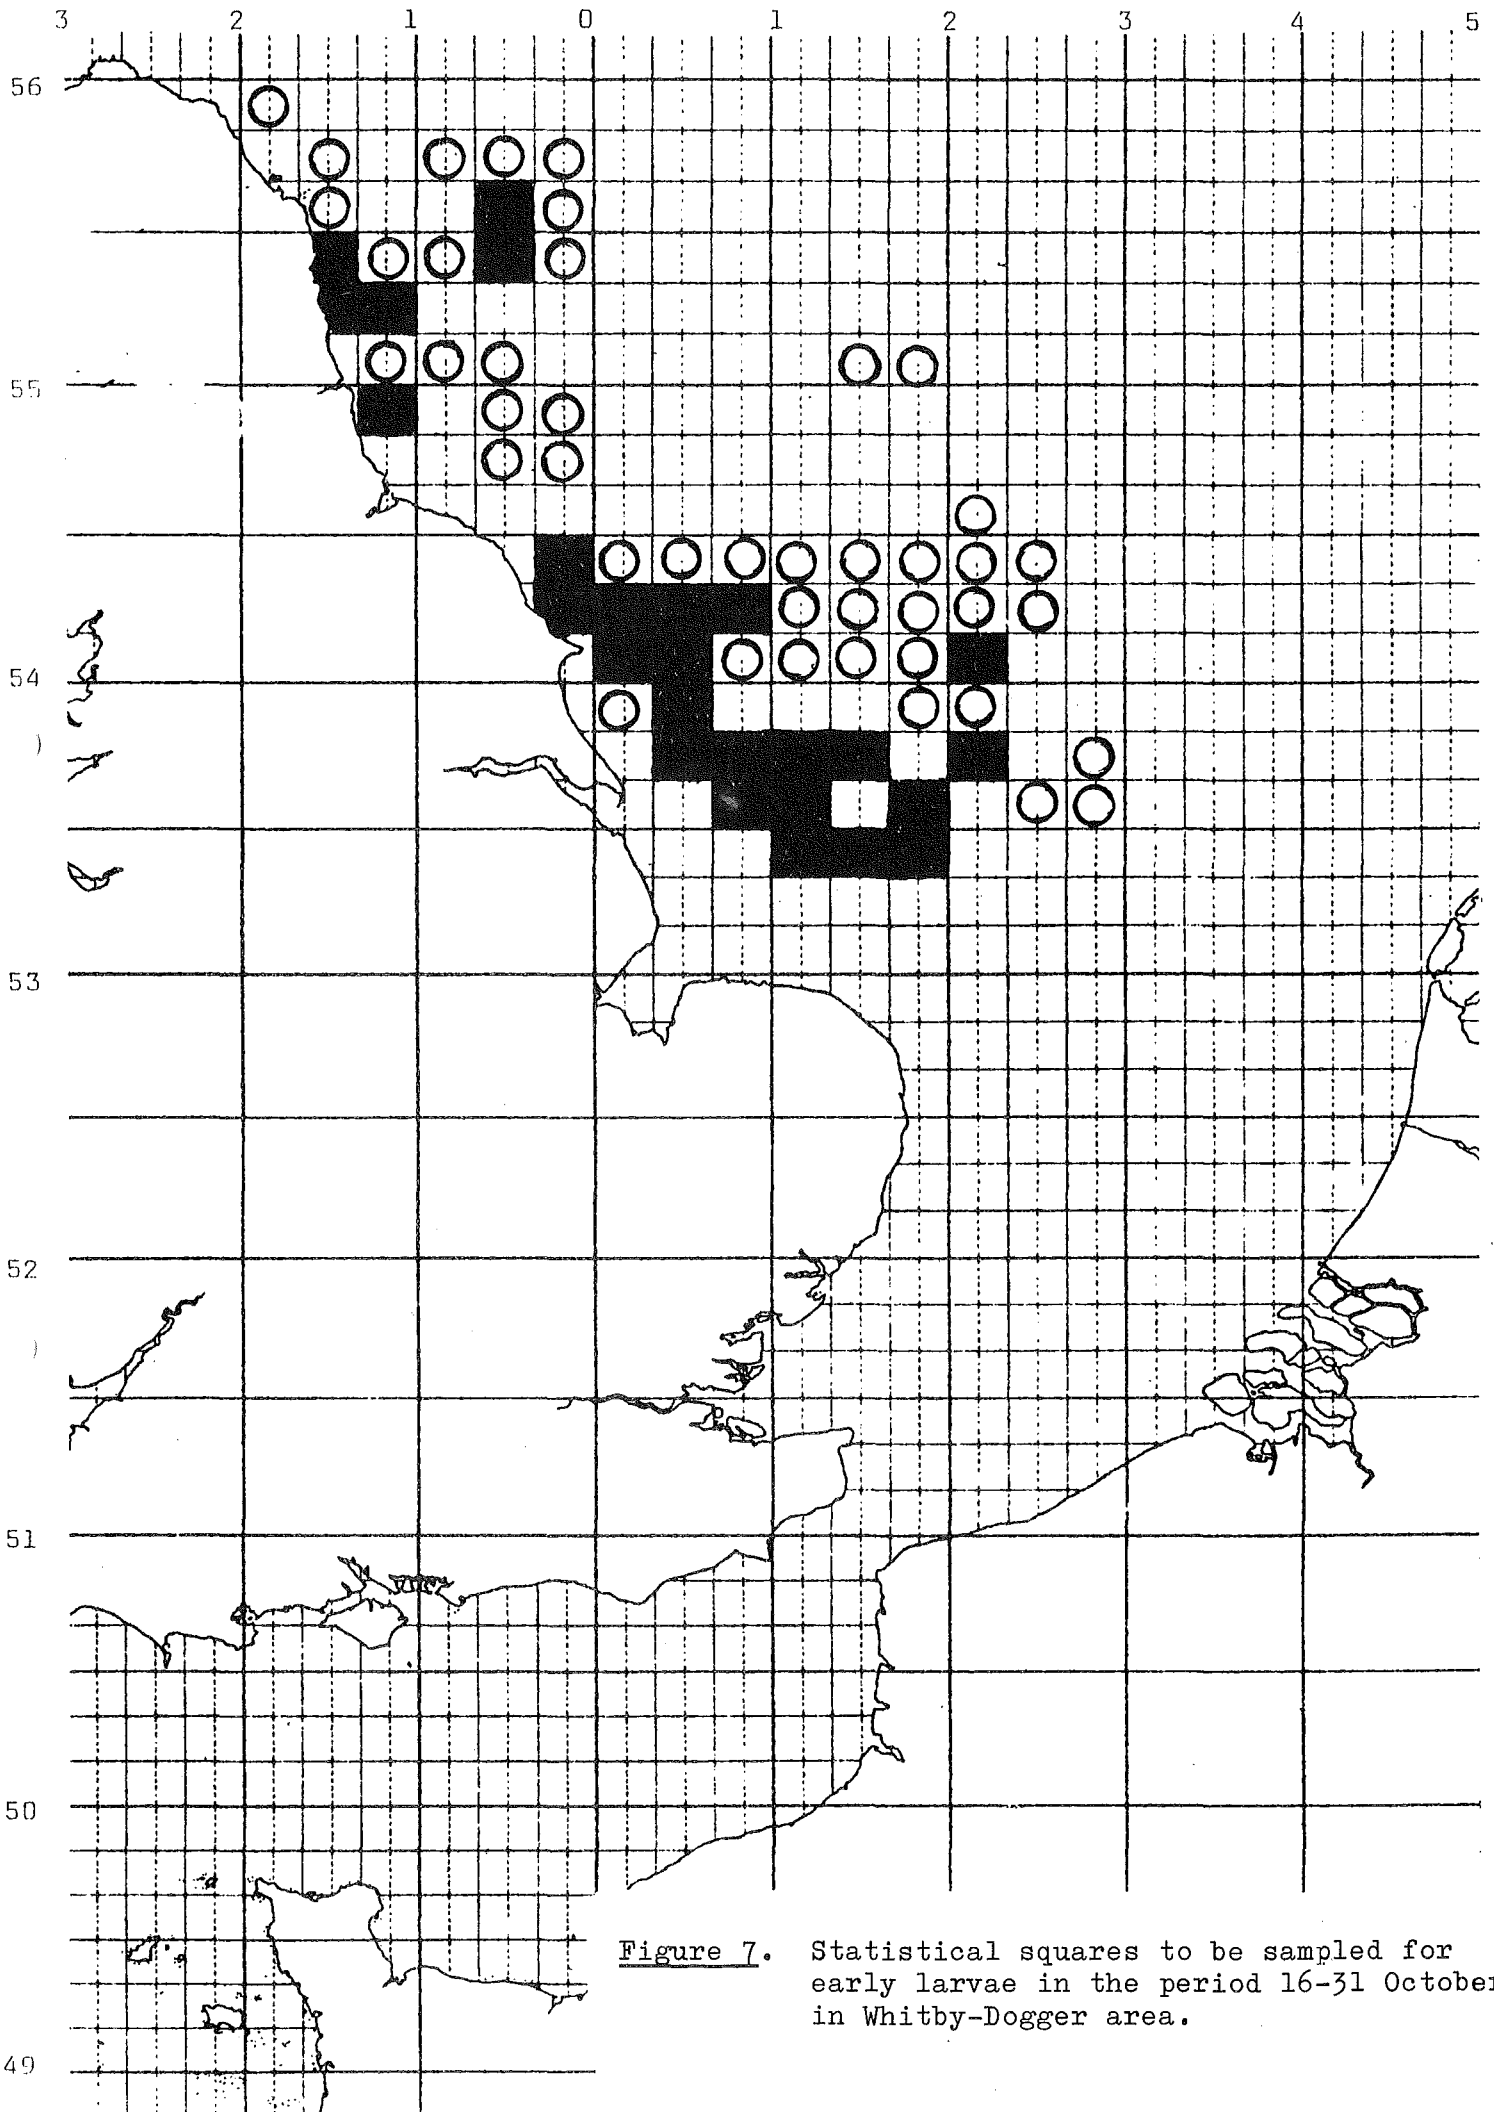 3 2 1 0 1 2 3 4 5
56
55
54
53
52
51
50
49
Figure 7. Statistical squares to be sampled for
early larvae in the period 16-31 October
in Whitby-Dogger area.